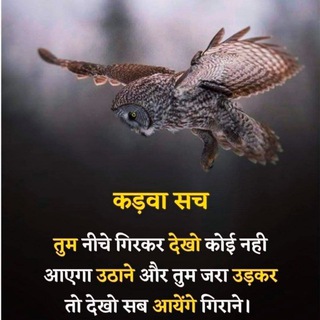 कड़वा सच
तुम नीचे गिरकर देखो कोई नही
आएगा उठाने और तुम जरा उड़कर
तो देखो सब आयेंगे गिराने।